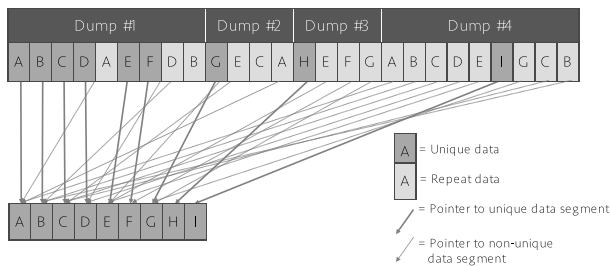 Dump #1 Dump #2 Dump #3 Dump #4
A B C D A E F D B G E C A H E F G A B C D E I G C B
A = Unique data
A = Repeat data
= Pointer to unique data segment
= Pointer to non-unique
data segment
A B C D E F G H I